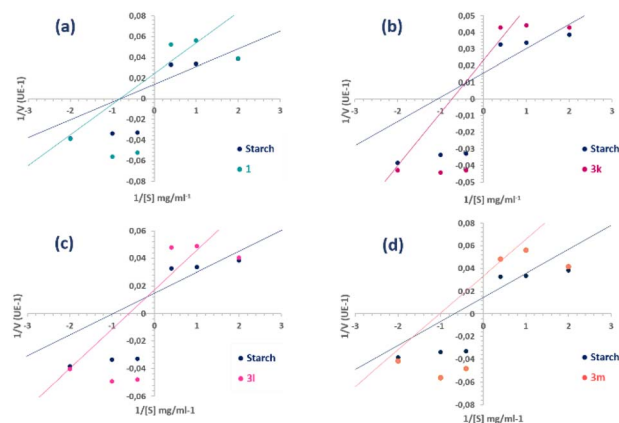 (a)
0,08
0,06
0,04
0,02
-3 -2 -1 0 1 2 3
-0,02
-0,04
-0,06
-0,08
1/V (UE-1)
1/[S] mg/ml⁻¹
Starch
1
(b)
0,05
0,04
0,03
0,02
0,01
-3 -2 -1 0 1 2 3
-0,01
-0,02
-0,03
-0,04
-0,05
1/V (UE-1)
1/[S] mg/ml⁻¹
Starch
3k
(c)
0,06
0,04
0,02
-3 -2 -1 0 1 2 3
-0,02
-0,04
-0,06
1/V (UE-1)
1/[S] mg/ml-1
Starch
3l
(d)
0,08
0,06
0,04
0,02
-3 -2 -1 0 1 2 3
-0,02
-0,04
-0,06
-0,08
1/V (UE-1)
1/[S] mg/ml-1
Starch
3m